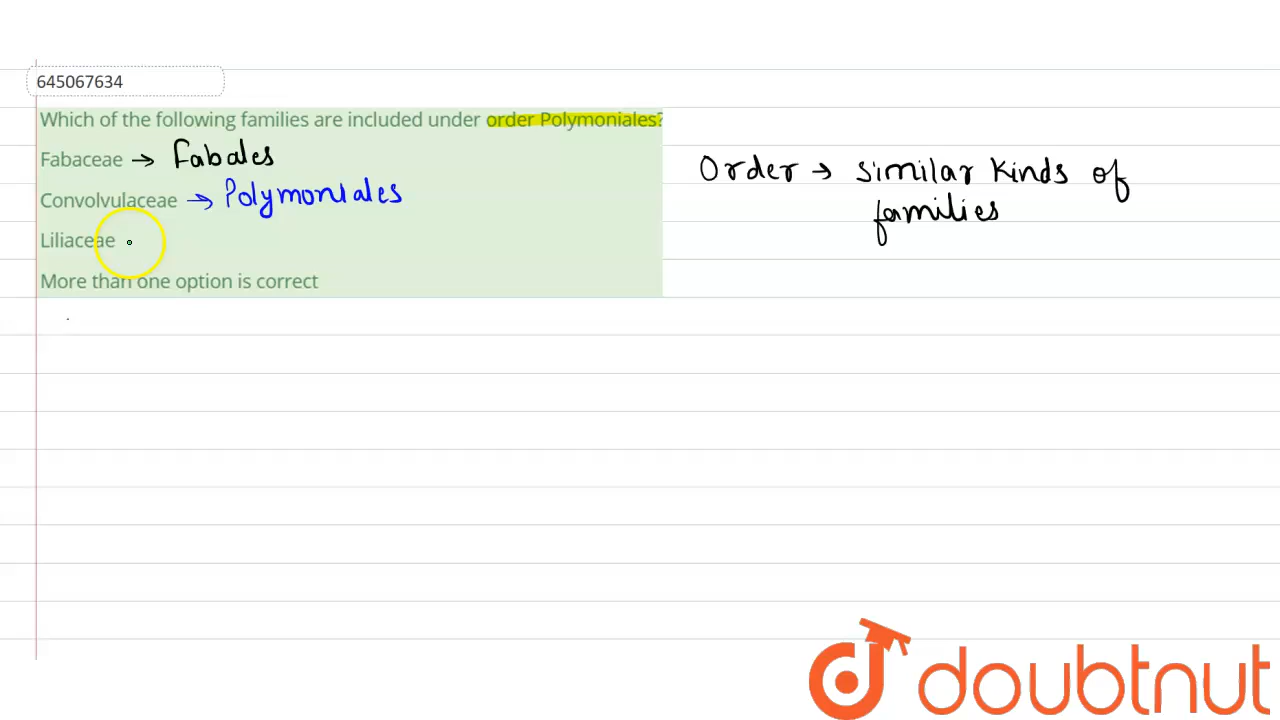 645067634
Which of the following families are included under order Polymoniales?
Fabaceae → Fabales
Convolvulaceae → Polymoniales
Liliaceae
More than one option is correct
Order → similar kinds of
families
doubtnut